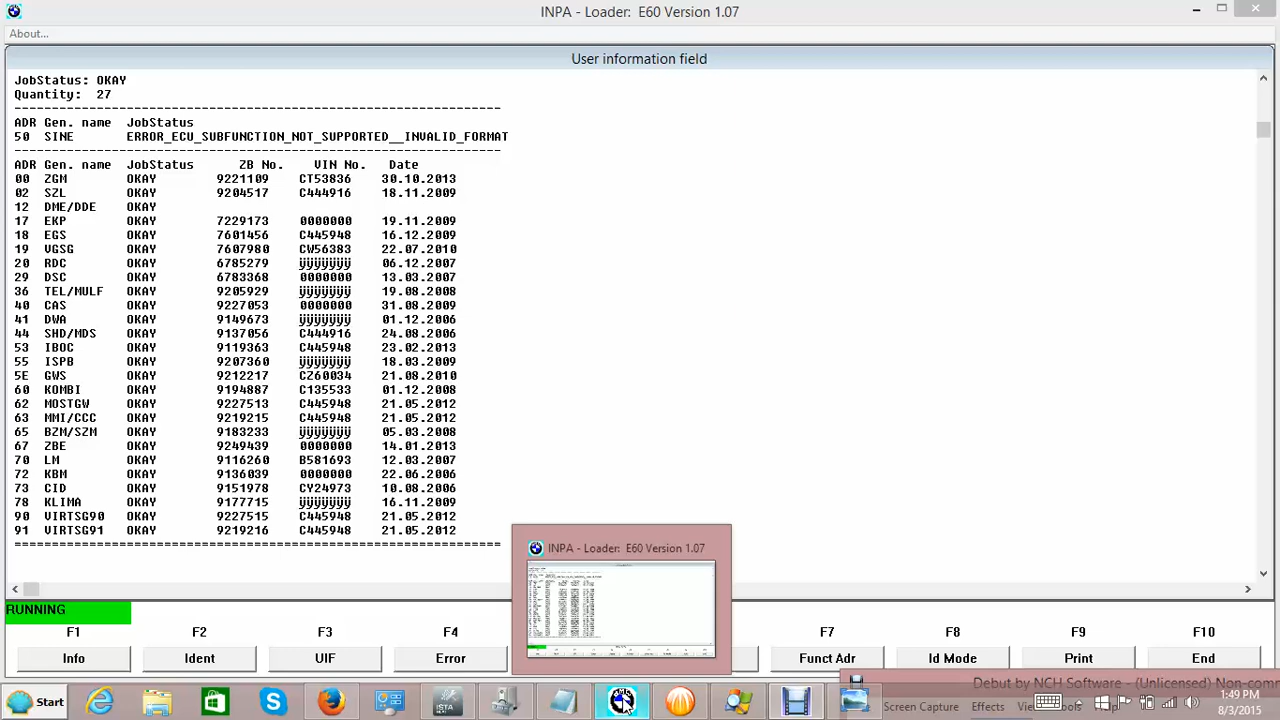 INPA - Loader:  E60 Version 1.07
About...
User information field
JobStatus: OKAY
Quantity:  27
ADR Gen. name  JobStatus
50  SINE       ERROR_ECU_SUBFUNCTION_NOT_SUPPORTED__INVALID_FORMAT
ADR Gen. name  JobStatus      ZB No.    VIN No.   Date
00  ZGM        OKAY        9221109    CT53836    30.10.2013
02  SZL        OKAY        9204517    C444916    18.11.2009
12  DME/DDE    OKAY
17  EKP        OKAY        7229173    0000000    19.11.2009
18  EGS        OKAY        7601456    C445948    16.12.2009
19  VGSG       OKAY        7607980    CW56383    22.07.2010
20  RDC        OKAY        6785279    ÿÿÿÿÿÿÿ    06.12.2007
29  DSC        OKAY        6783368    0000000    13.03.2007
36  TEL/MULF   OKAY        9205929    ÿÿÿÿÿÿÿ    19.08.2008
40  CAS        OKAY        9227053    0000000    31.08.2009
41  DWA        OKAY        9149673    ÿÿÿÿÿÿÿ    01.12.2006
44  SHD/MDS    OKAY        9137056    C444916    24.08.2006
53  IBOC       OKAY        9119363    C445948    23.02.2013
55  ISPB       OKAY        9207360    ÿÿÿÿÿÿÿ    18.03.2009
5E  GWS        OKAY        9212217    CZ60034    21.08.2010
60  KOMBI      OKAY        9194887    C135533    01.12.2008
62  MOSTGW     OKAY        9227513    C445948    21.05.2012
63  MMI/CCC    OKAY        9219215    C445948    21.05.2012
65  BZM/SZM    OKAY        9183233    ÿÿÿÿÿÿÿ    05.03.2008
67  ZBE        OKAY        9249439    0000000    14.01.2013
70  LM         OKAY        9116260    B581693    12.03.2007
72  KBM        OKAY        9136039    0000000    22.06.2006
73  CID        OKAY        9151978    CY24973    10.08.2006
78  KLIMA      OKAY        9177715    ÿÿÿÿÿÿÿ    16.11.2009
90  VIRTSG90   OKAY        9227515    C445948    21.05.2012
91  VIRTSG91   OKAY        9219216    C445948    21.05.2012
INPA - Loader:  E60 Version 1.07
RUNNING
F1 F2 F3 F4 F7 F8 F9 F10
Info Ident UIF Error Funct Adr Id Mode Print End
Debut by NCH Software - (Unlicensed) Non-comm
Start ISTA Screen Capture Effects Tools
1:49 PM
8/3/2015